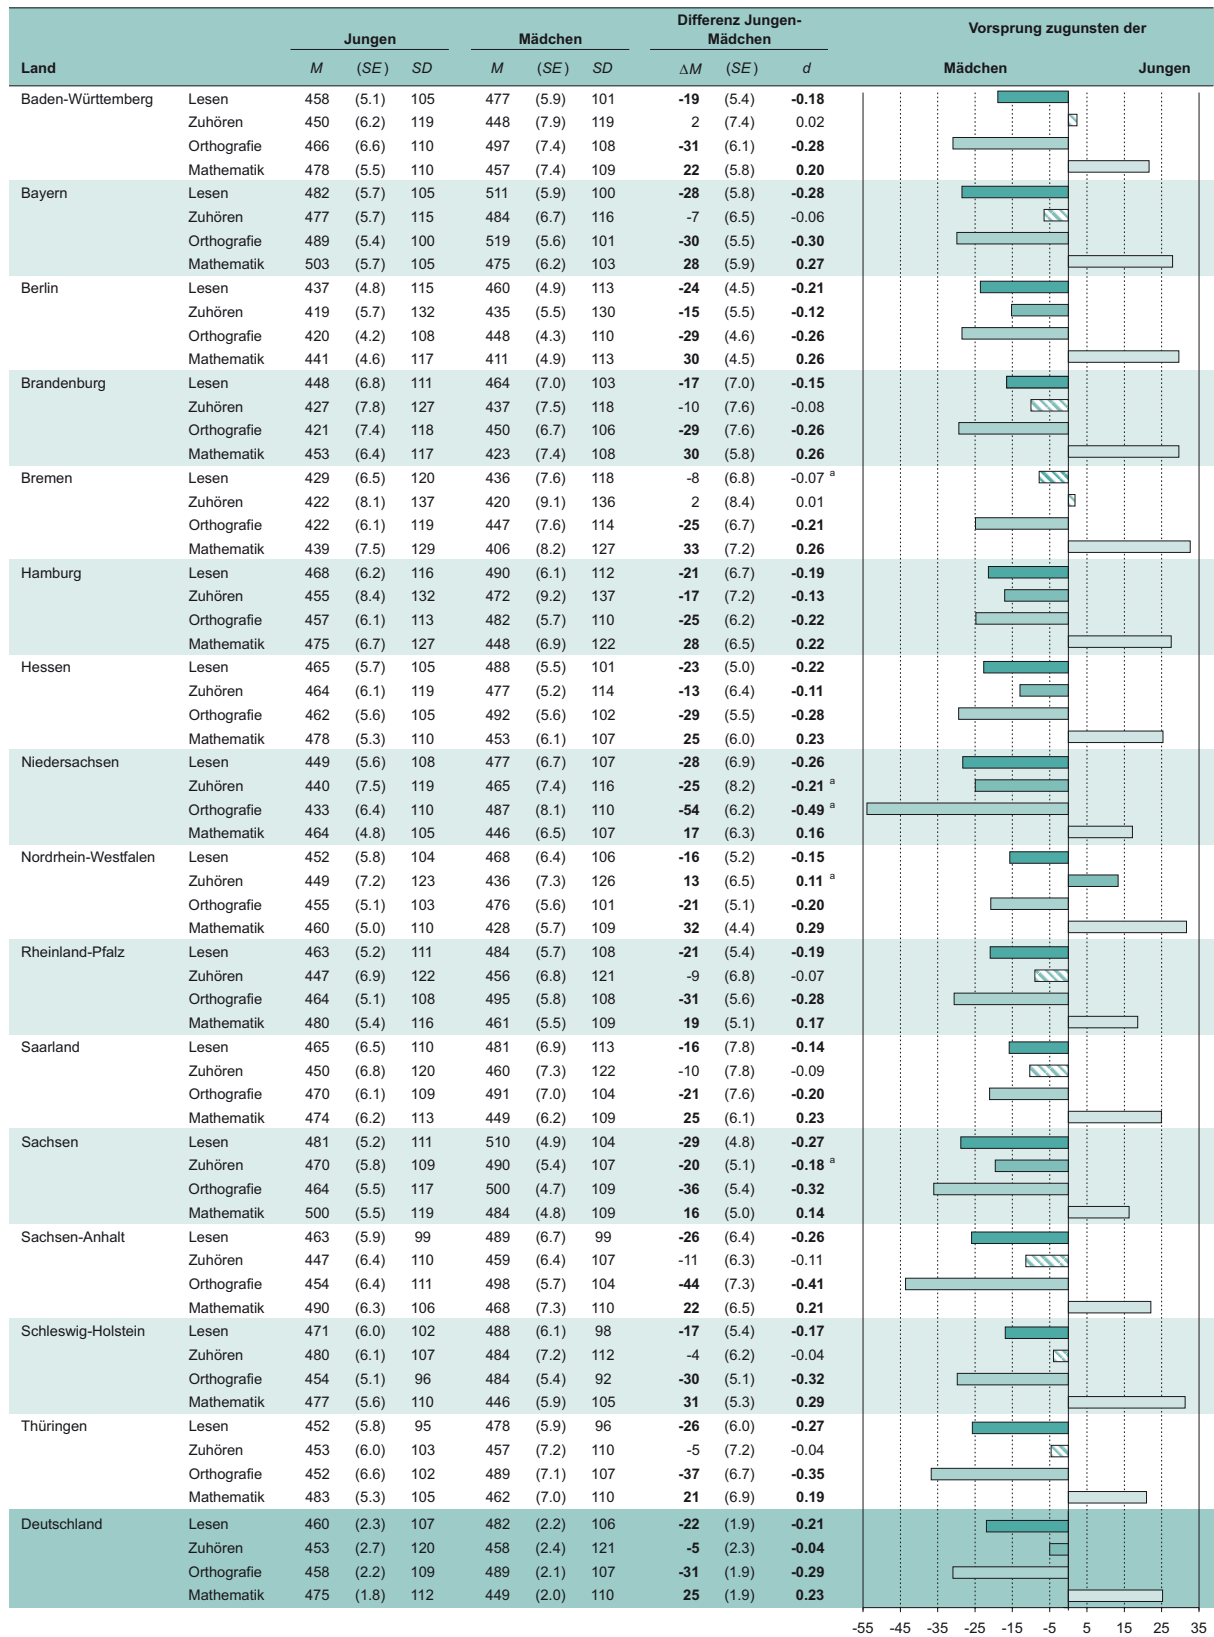 Differenz Jungen-
Vorsprung zugunsten der
Jungen Mädchen Mädchen
Land M (SE) SD M (SE) SD ΔM (SE) d Mädchen Jungen
Baden-Württemberg Lesen 458 (5.1) 105 477 (5.9) 101 -19 (5.4) -0.18
Zuhören 450 (6.2) 119 448 (7.9) 119 2 (7.4) 0.02
Orthografie 466 (6.6) 110 497 (7.4) 108 -31 (6.1) -0.28
Mathematik 478 (5.5) 110 457 (7.4) 109 22 (5.8) 0.20
Bayern Lesen 482 (5.7) 105 511 (5.9) 100 -28 (5.8) -0.28
Zuhören 477 (5.7) 115 484 (6.7) 116 -7 (6.5) -0.06
Orthografie 489 (5.4) 100 519 (5.6) 101 -30 (5.5) -0.30
Mathematik 503 (5.7) 105 475 (6.2) 103 28 (5.9) 0.27
Berlin Lesen 437 (4.8) 115 460 (4.9) 113 -24 (4.5) -0.21
Zuhören 419 (5.7) 132 435 (5.5) 130 -15 (5.5) -0.12
Orthografie 420 (4.2) 108 448 (4.3) 110 -29 (4.6) -0.26
Mathematik 441 (4.6) 117 411 (4.9) 113 30 (4.5) 0.26
Brandenburg Lesen 448 (6.8) 111 464 (7.0) 103 -17 (7.0) -0.15
Zuhören 427 (7.8) 127 437 (7.5) 118 -10 (7.6) -0.08
Orthografie 421 (7.4) 118 450 (6.7) 106 -29 (7.6) -0.26
Mathematik 453 (6.4) 117 423 (7.4) 108 30 (5.8) 0.26
Bremen Lesen 429 (6.5) 120 436 (7.6) 118 -8 (6.8) -0.07 a
Zuhören 422 (8.1) 137 420 (9.1) 136 2 (8.4) 0.01
Orthografie 422 (6.1) 119 447 (7.6) 114 -25 (6.7) -0.21
Mathematik 439 (7.5) 129 406 (8.2) 127 33 (7.2) 0.26
Hamburg Lesen 468 (6.2) 116 490 (6.1) 112 -21 (6.7) -0.19
Zuhören 455 (8.4) 132 472 (9.2) 137 -17 (7.2) -0.13
Orthografie 457 (6.1) 113 482 (5.7) 110 -25 (6.2) -0.22
Mathematik 475 (6.7) 127 448 (6.9) 122 28 (6.5) 0.22
Hessen Lesen 465 (5.7) 105 488 (5.5) 101 -23 (5.0) -0.22
Zuhören 464 (6.1) 119 477 (5.2) 114 -13 (6.4) -0.11
Orthografie 462 (5.6) 105 492 (5.6) 102 -29 (5.5) -0.28
Mathematik 478 (5.3) 110 453 (6.1) 107 25 (6.0) 0.23
Niedersachsen Lesen 449 (5.6) 108 477 (6.7) 107 -28 (6.9) -0.26
Zuhören 440 (7.5) 119 465 (7.4) 116 -25 (8.2) -0.21 a
Orthografie 433 (6.4) 110 487 (8.1) 110 -54 (6.2) -0.49 a
Mathematik 464 (4.8) 105 446 (6.5) 107 17 (6.3) 0.16
Nordrhein-Westfalen Lesen 452 (5.8) 104 468 (6.4) 106 -16 (5.2) -0.15
Zuhören 449 (7.2) 123 436 (7.3) 126 13 (6.5) 0.11 a
Orthografie 455 (5.1) 103 476 (5.6) 101 -21 (5.1) -0.20
Mathematik 460 (5.0) 110 428 (5.7) 109 32 (4.4) 0.29
Rheinland-Pfalz Lesen 463 (5.2) 111 484 (5.7) 108 -21 (5.4) -0.19
Zuhören 447 (6.9) 122 456 (6.8) 121 -9 (6.8) -0.07
Orthografie 464 (5.1) 108 495 (5.8) 108 -31 (5.6) -0.28
Mathematik 480 (5.4) 116 461 (5.5) 109 19 (5.1) 0.17
Saarland Lesen 465 (6.5) 110 481 (6.9) 113 -16 (7.8) -0.14
Zuhören 450 (6.8) 120 460 (7.3) 122 -10 (7.8) -0.09
Orthografie 470 (6.1) 109 491 (7.0) 104 -21 (7.6) -0.20
Mathematik 474 (6.2) 113 449 (6.2) 109 25 (6.1) 0.23
Sachsen Lesen 481 (5.2) 111 510 (4.9) 104 -29 (4.8) -0.27
Zuhören 470 (5.8) 109 490 (5.4) 107 -20 (5.1) -0.18 a
Orthografie 464 (5.5) 117 500 (4.7) 109 -36 (5.4) -0.32
Mathematik 500 (5.5) 119 484 (4.8) 109 16 (5.0) 0.14
Sachsen-Anhalt Lesen 463 (5.9) 99 489 (6.7) 99 -26 (6.4) -0.26
Zuhören 447 (6.4) 110 459 (6.4) 107 -11 (6.3) -0.11
Orthografie 454 (6.4) 111 498 (5.7) 104 -44 (7.3) -0.41
Mathematik 490 (6.3) 106 468 (7.3) 110 22 (6.5) 0.21
Schleswig-Holstein Lesen 471 (6.0) 102 488 (6.1) 98 -17 (5.4) -0.17
Zuhören 480 (6.1) 107 484 (7.2) 112 -4 (6.2) -0.04
Orthografie 454 (5.1) 96 484 (5.4) 92 -30 (5.1) -0.32
Mathematik 477 (5.6) 110 446 (5.9) 105 31 (5.3) 0.29
Thüringen Lesen 452 (5.8) 95 478 (5.9) 96 -26 (6.0) -0.27
Zuhören 453 (6.0) 103 457 (7.2) 110 -5 (7.2) -0.04
Orthografie 452 (6.6) 102 489 (7.1) 107 -37 (6.7) -0.35
Mathematik 483 (5.3) 105 462 (7.0) 110 21 (6.9) 0.19
Deutschland Lesen 460 (2.3) 107 482 (2.2) 106 -22 (1.9) -0.21
Zuhören 453 (2.7) 120 458 (2.4) 121 -5 (2.3) -0.04
Orthografie 458 (2.2) 109 489 (2.1) 107 -31 (1.9) -0.29
Mathematik 475 (1.8) 112 449 (2.0) 110 25 (1.9) 0.23
-55 -45 -35 -25 -15 -5 5 15 25 35